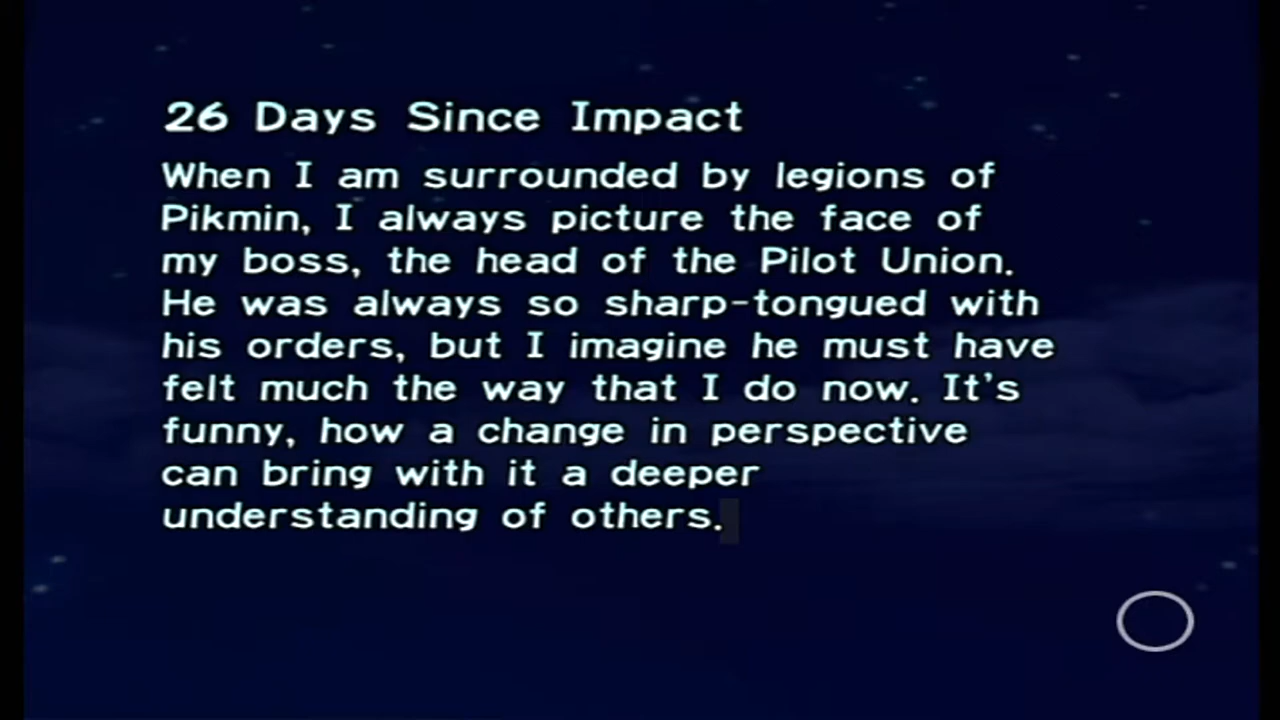 26 Days Since Impact
When I am surrounded by legions of
Pikmin, I always picture the face of
my boss, the head of the Pilot Union.
He was always so sharp-tongued with
his orders, but I imagine he must have
felt much the way that I do now. It's
funny, how a change in perspective
can bring with it a deeper
understanding of others.